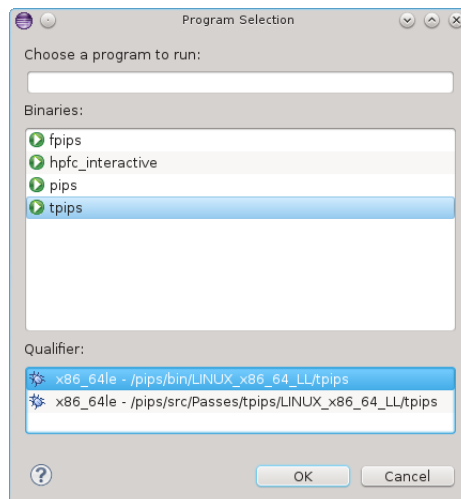 Program Selection
Choose a program to run:
Binaries:
fpips
hpfc_interactive
pips
tpips
Qualifier:
x86_64le - /pips/bin/LINUX_x86_64_LL/tpips
x86_64le - /pips/src/Passes/tpips/LINUX_x86_64_LL/tpips
? OK Cancel